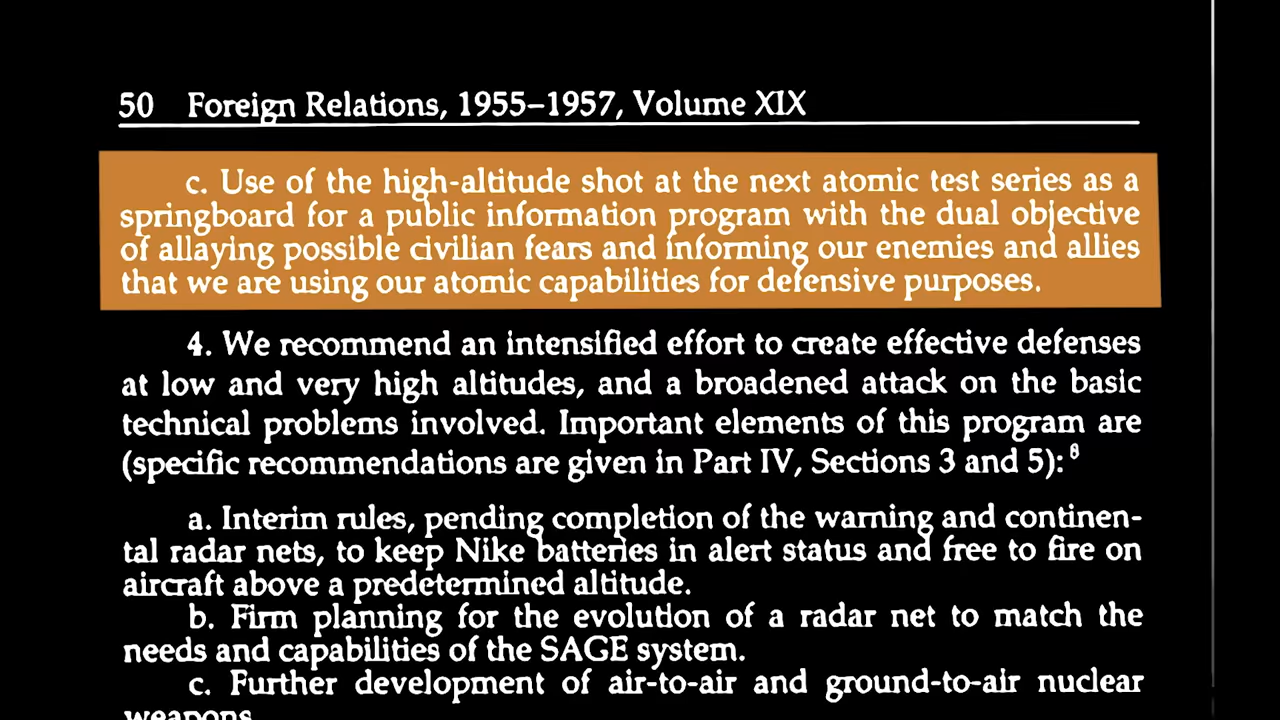 50 Foreign Relations, 1955–1957, Volume XIX
c. Use of the high-altitude shot at the next atomic test series as a
springboard for a public information program with the dual objective
of allaying possible civilian fears and informing our enemies and allies
that we are using our atomic capabilities for defensive purposes.
4. We recommend an intensified effort to create effective defenses
at low and very high altitudes, and a broadened attack on the basic
technical problems involved. Important elements of this program are
(specific recommendations are given in Part IV, Sections 3 and 5): 8
a. Interim rules, pending completion of the warning and continen-
tal radar nets, to keep Nike batteries in alert status and free to fire on
aircraft above a predetermined altitude.
b. Firm planning for the evolution of a radar net to match the
needs and capabilities of the SAGE system.
c. Further development of air-to-air and ground-to-air nuclear
weapons.